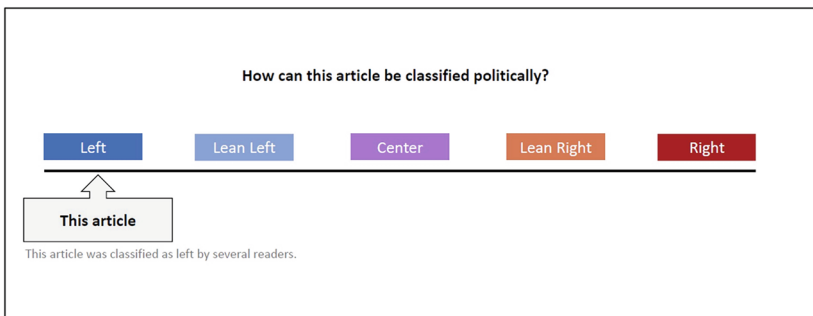 How can this article be classified politically?
Left
Lean Left
Center
Lean Right
Right
This article
This article was classified as left by several readers.